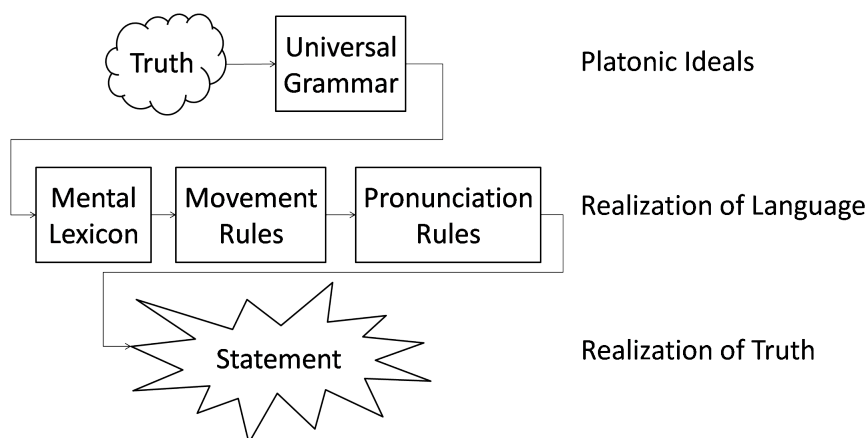 Truth
Universal
Grammar
Platonic Ideals
Mental
Lexicon
Movement
Rules
Pronunciation
Rules
Realization of Language
Statement
Realization of Truth